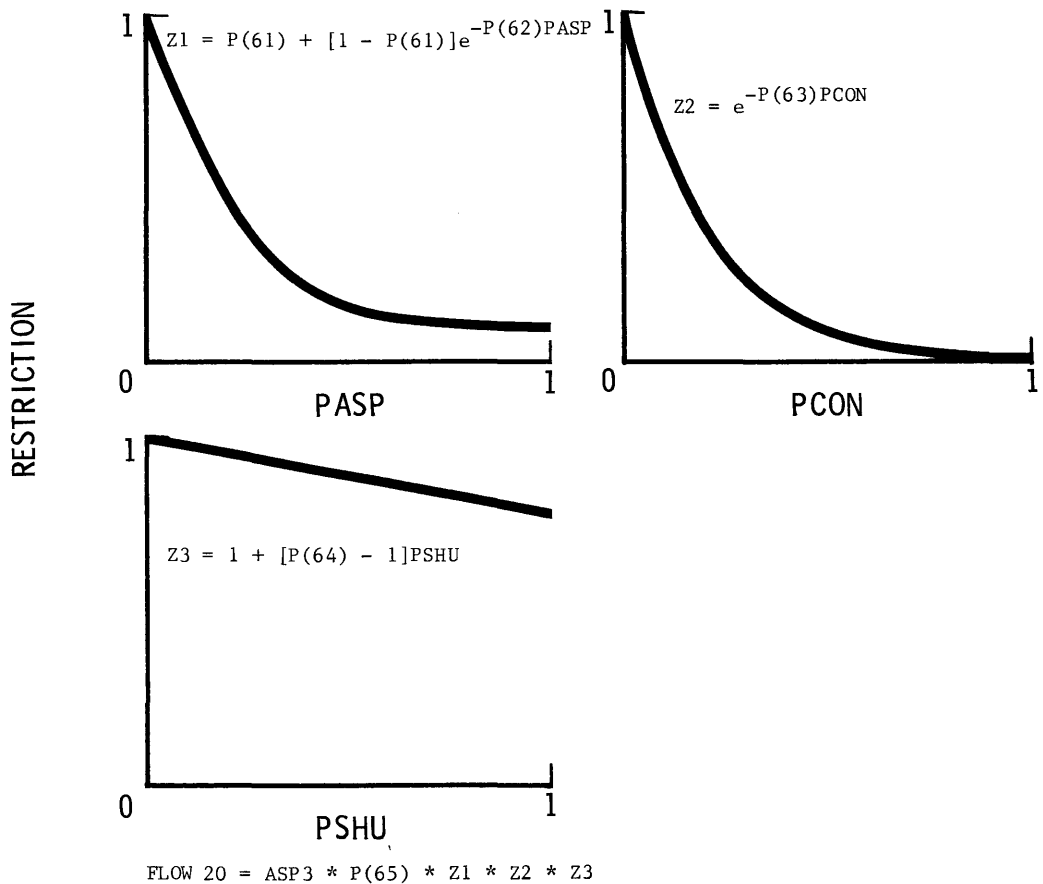 1
Z1 = P(61) + [1 - P(61)]e^-P(62)PASP
0
1
PASP
1
Z2 = e^-P(63)PCON
0
1
PCON
RESTRICTION
1
Z3 = 1 + [P(64) - 1]PSHU
0
1
PSHU
FLOW 20 = ASP3 * P(65) * Z1 * Z2 * Z3